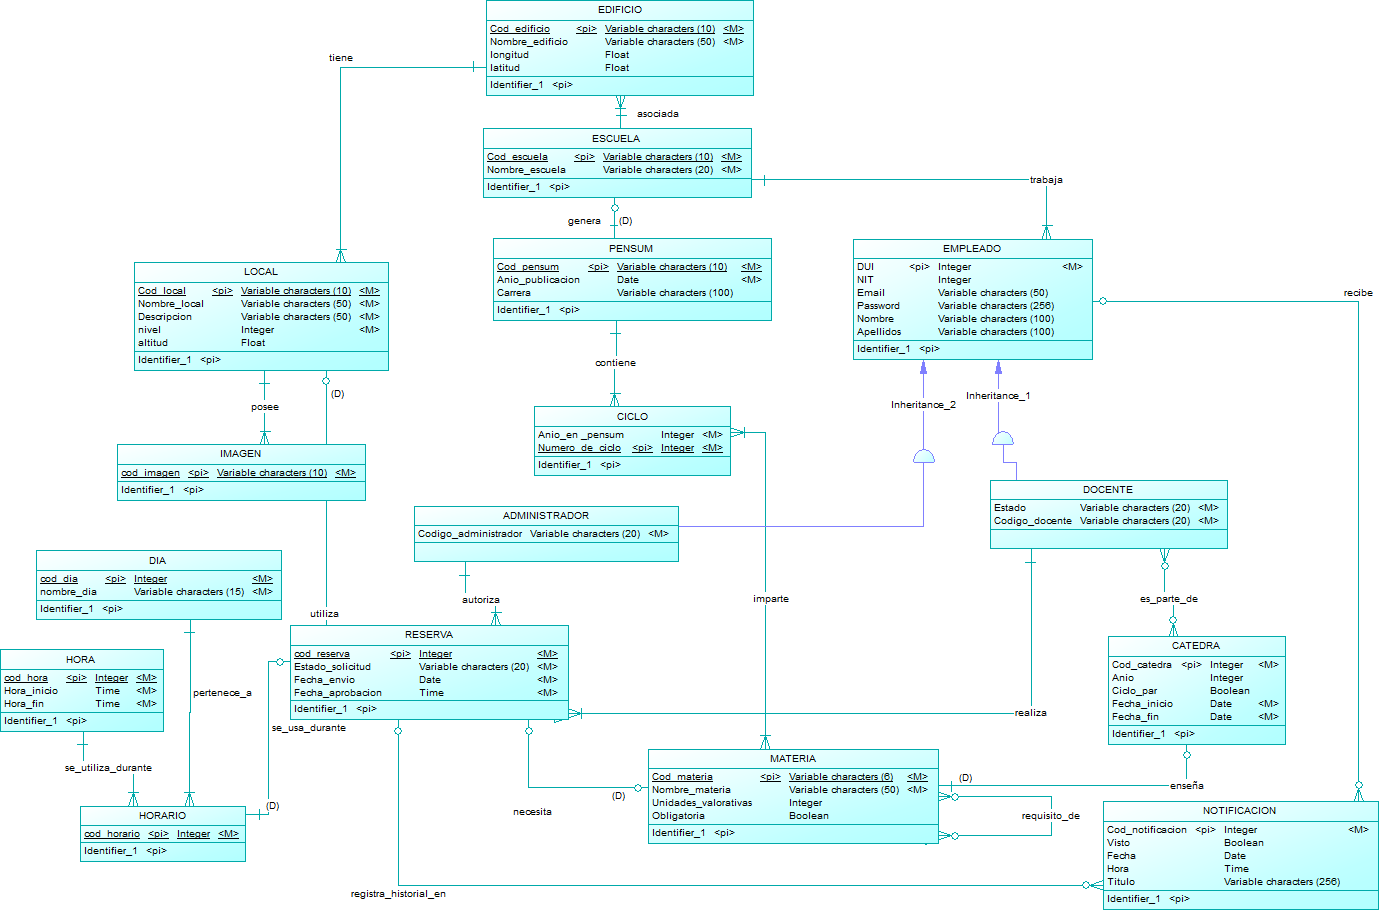 EDIFICIO
Cod_edificio <pi> Variable characters (10) <M>
Nombre_edificio Variable characters (50) <M>
longitud Float
latitud Float
Identifier_1 <pi>
tiene
asociada
ESCUELA
Cod_escuela <pi> Variable characters (10) <M>
Nombre_escuela Variable characters (20) <M>
Identifier_1 <pi>
trabaja
genera
(D)
PENSUM
Cod_pensum <pi> Variable characters (10) <M>
Anio_publicacion Date <M>
Carrera Variable characters (100)
Identifier_1 <pi>
EMPLEADO
DUI <pi> Integer <M>
NIT Integer
Email Variable characters (50)
Password Variable characters (256)
Nombre Variable characters (100)
Apellidos Variable characters (100)
Identifier_1 <pi>
recibe
LOCAL
Cod_local <pi> Variable characters (10) <M>
Nombre_local Variable characters (50) <M>
Descripcion Variable characters (50) <M>
nivel Integer <M>
altitud Float
Identifier_1 <pi>
contiene
(D)
posee
Inheritance_2
Inheritance_1
CICLO
Anio_en _pensum Integer <M>
Numero_de_ciclo <pi> Integer <M>
Identifier_1 <pi>
IMAGEN
cod_imagen <pi> Variable characters (10) <M>
Identifier_1 <pi>
DOCENTE
Estado Variable characters (20) <M>
Codigo_docente Variable characters (20) <M>
ADMINISTRADOR
Codigo_administrador Variable characters (20) <M>
DIA
cod_dia <pi> Integer <M>
nombre_dia Variable characters (15) <M>
Identifier_1 <pi>
utiliza
autoriza
imparte
es_parte_de
RESERVA
cod_reserva <pi> Integer <M>
Estado_solicitud Variable characters (20) <M>
Fecha_envio Date <M>
Fecha_aprobacion Time <M>
Identifier_1 <pi>
HORA
cod_hora <pi> Integer <M>
Hora_inicio Time <M>
Hora_fin Time <M>
Identifier_1 <pi>
pertenece_a
CATEDRA
Cod_catedra <pi> Integer <M>
Anio Integer
Ciclo_par Boolean
Fecha_inicio Date <M>
Fecha_fin Date <M>
Identifier_1 <pi>
realiza
se_usa_durante
se_utiliza_durante
MATERIA
Cod_materia <pi> Variable characters (6) <M>
Nombre_materia Variable characters (50) <M>
Unidades_valorativas Integer
Obligatoria Boolean
Identifier_1 <pi>
(D)
enseña
(D)
necesita
(D)
requisito_de
HORARIO
cod_horario <pi> Integer <M>
Identifier_1 <pi>
NOTIFICACION
Cod_notificacion <pi> Integer <M>
Visto Boolean
Fecha Date
Hora Time
Titulo Variable characters (256)
Identifier_1 <pi>
registra_historial_en